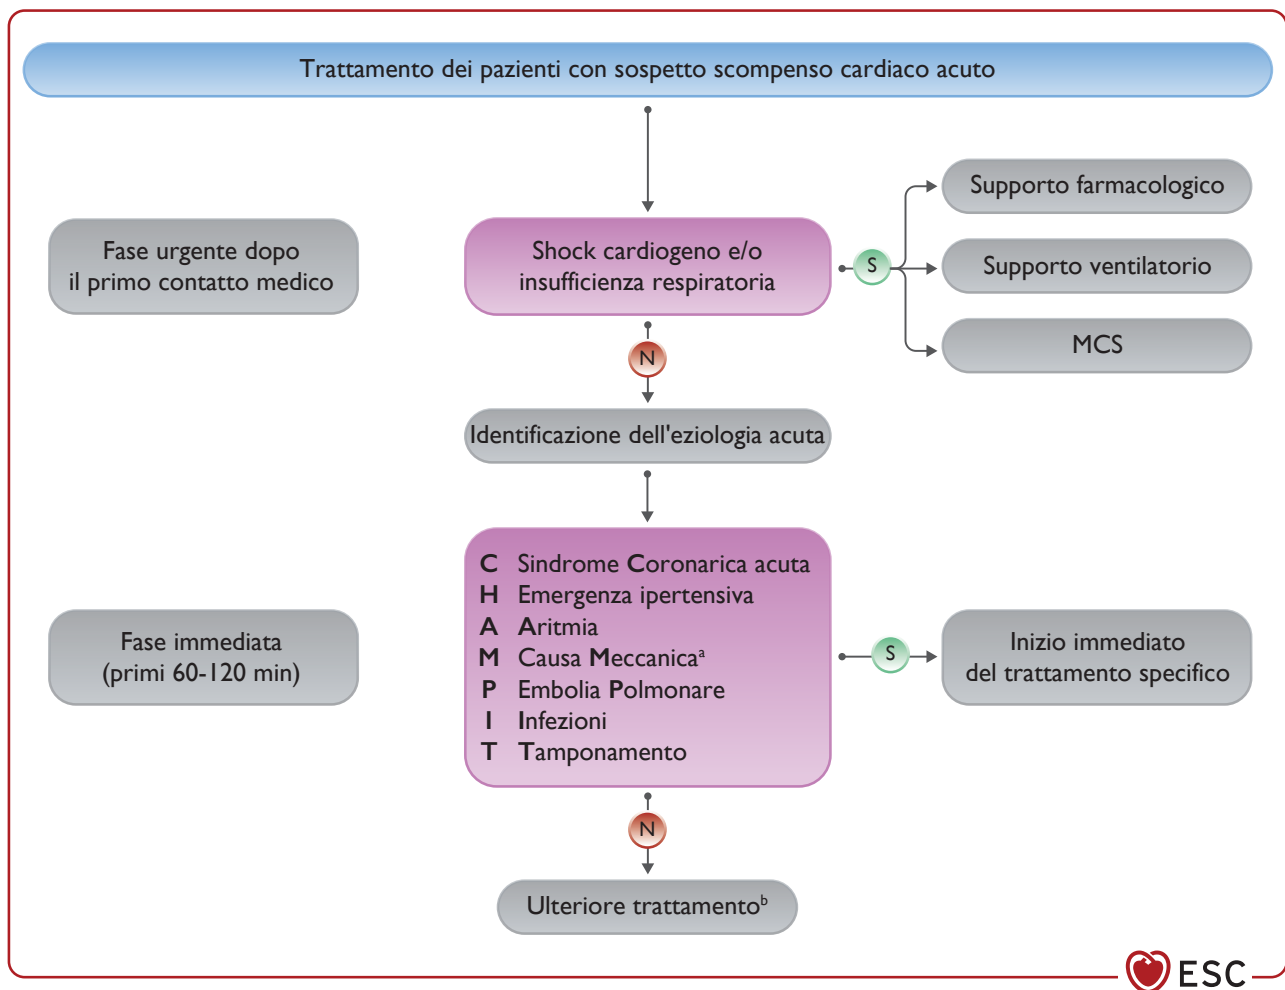 Trattamento dei pazienti con sospetto scompenso cardiaco acuto
Fase urgente dopo
il primo contatto medico
Shock cardiogeno e/o
insufficienza respiratoria
S
Supporto farmacologico
Supporto ventilatorio
MCS
N
Identificazione dell'eziologia acuta
Fase immediata
(primi 60-120 min)
C Sindrome Coronarica acuta
H Emergenza ipertensiva
A Aritmia
M Causa Meccanicaᵃ
P Embolia Polmonare
I Infezioni
T Tamponamento
S
Inizio immediato
del trattamento specifico
N
Ulteriore trattamentoᵇ
ESC